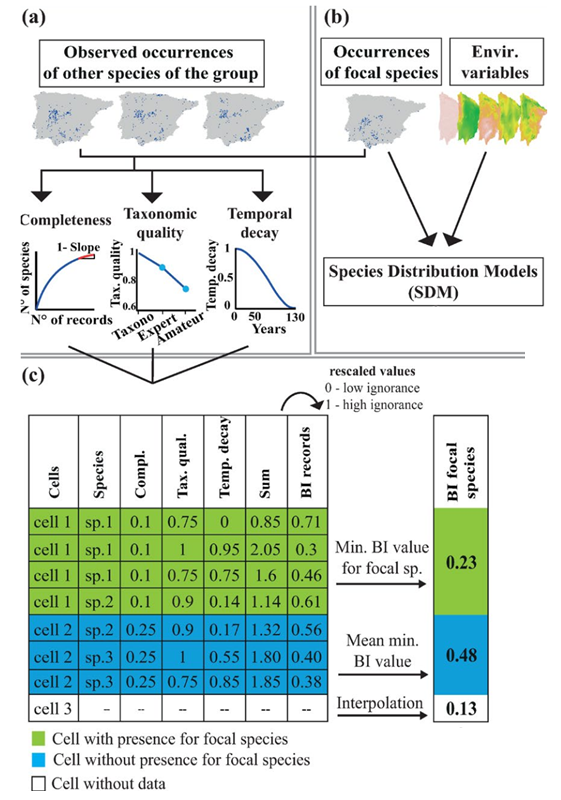 (a)
Observed occurrences
of other species of the group
(b)
Occurrences
of focal species
Envir.
variables
Completeness
1- Slope
N° of species
N° of records
Taxonomic
quality
Tax. quality
1
0.8
0.6
Taxono
Expert
Amateur
Temporal
decay
Temp. decay
1
0.5
0
0 50 130
Years
Species Distribution Models
(SDM)
(c)
rescaled values
0 - low ignorance
1 - high ignorance
Cells Species Compl. Tax. qual. Temp. decay Sum BI records
cell 1 sp.1 0.1 0.75 0 0.85 0.71
cell 1 sp.1 0.1 1 0.95 2.05 0.3
cell 1 sp.1 0.1 0.75 0.75 1.6 0.46
cell 1 sp.2 0.1 0.9 0.14 1.14 0.61
cell 2 sp.2 0.25 0.9 0.17 1.32 0.56
cell 2 sp.3 0.25 1 0.55 1.80 0.40
cell 2 sp.3 0.25 0.75 0.85 1.85 0.38
cell 3 -- -- -- -- -- --
Min. BI value
for focal sp.
Mean min.
BI value
Interpolation
BI focal
species
0.23
0.48
0.13
Cell with presence for focal species
Cell without presence for focal species
Cell without data